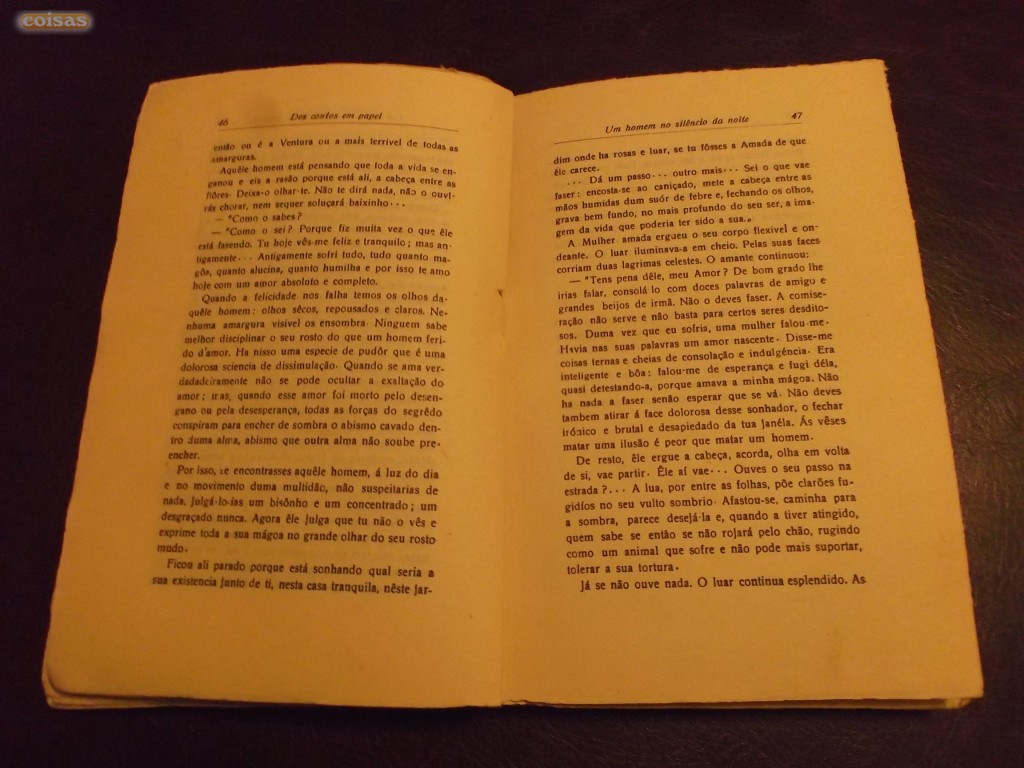 coisas
46
Dez contos em papel
então ou é a Ventura ou a mais terrivel de todas as
amarguras.
Aquêle homem está pensando que toda a vida se en-
ganou e eis a rasão porque está ali, a cabeça entre as
flôres. Deixa-o olhar-te. Não te dirá nada, não o ouvi-
rás chorar, nem sequer soluçará baixinho...
— "Como o sabes?
— "Como o sei? Porque fiz muita vez o que êle
está fasendo. Tu hoje vês-me feliz e tranquilo; mas an-
tigamente... Antigamente sofri tudo, tudo quanto ma-
gôa, quanto alucina, quanto humilha e por isso te amo
hoje com um amor absoluto e completo.
Quando a felicidade nos falha temos os olhos da-
quêle homem: olhos sêcos, repousados e claros. Ne-
nhuma amargura visivel os ensombra. Ninguem sabe
melhor disciplinar o seu rosto do que um homem feri-
do d'amor. Ha nisso uma especie de pudôr que é uma
dolorosa sciencia de dissimulação. Quando se ama ver-
dadadeiramente não se pode ocultar a exaltação do
amor; mas, quando esse amor foi morto pelo desen-
gano ou pela desesperança, todas as forças do segrêdo
conspiram para encher de sombra o abismo cavado den-
tro duma alma, abismo que outra alma não soube pre-
encher.
Por isso, se encontrasses aquêle homem, á luz do dia
e no movimento duma multidão, não suspeitarias de
nada. Julgá-lo-ias um bisônho e um concentrado; um
desgraçado nunca. Agora êle julga que tu não o vês e
exprime toda a sua mágoa no grande olhar do seu rosto
mudo.
Ficou ali parado porque está sonhando qual seria a
sua existencia junto de ti, nesta casa tranquila, nêste jar-
Um homem no silêncio da noite
47
dim onde ha rosas e luar, se tu fôsses a Amada de que
êle carece.
... Dá um passo... outro mais... Sei o que vae
faser: encosta-se ao caniçado, mete a cabeça entre as
mãos humidas dum suór de febre e, fechando os olhos,
grava bem fundo, no mais profundo do seu ser, a ima-
gem da vida que poderia ter sido a sua.„
A Mulher amada ergueu o seu corpo flexivel e on-
deante. O luar iluminava-a em cheio. Pelas suas faces
corriam duas lagrimas celestes. O amante continuou:
— "Tens pena dêle, meu Amor? De bom grado lhe
irias falar, consolá-lo com doces palavras de amigo e
grandes beijos de irmã. Não o deves faser. A comise-
ração não serve e não basta para certos seres desdito-
sos. Duma vez que eu sofria, uma mulher falou-me.
Havia nas suas palavras um amor nascente. Disse-me
coisas ternas e cheias de consolação e indulgência. Era
inteligente e bôa: falou-me de esperança e fugi déla,
quasi detestando-a, porque amava a minha mágoa. Não
ha nada a faser senão esperar que se vá. Não deves
tambem atirar á face dolorosa desse sonhador, o fechar
irónico e brutal e desapiedado da tua janéla. Ás vêses
matar uma ilusão é peor que matar um homem.
De resto, êle ergue a cabeça, acorda, olha em volta
de si, vae partir. Êle aí vae... Ouves o seu passo na
estrada?... A lua, por entre as folhas, põe clarões fu-
gidíos no seu vulto sombrio. Afastou-se, caminha para
a sombra, parece desejá-la e, quando a tiver atingido,
quem sabe se então se não rojará pelo chão, rugindo
como um animal que sofre e não pode mais suportar,
tolerar a sua tortura.
Já se não ouve nada. O luar continua esplendido. As